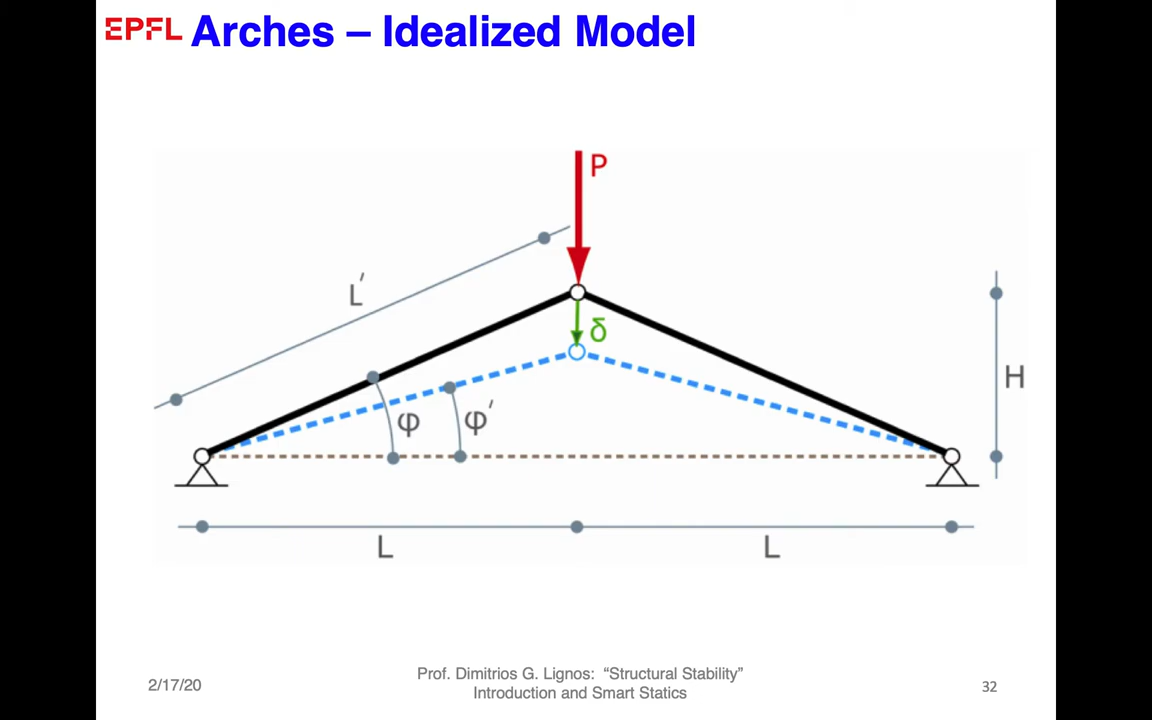 EPFL Arches – Idealized Model
P
L′
δ
H
φ
φ′
L
L
2/17/20
Prof. Dimitrios G. Lignos: “Structural Stability”
Introduction and Smart Statics
32